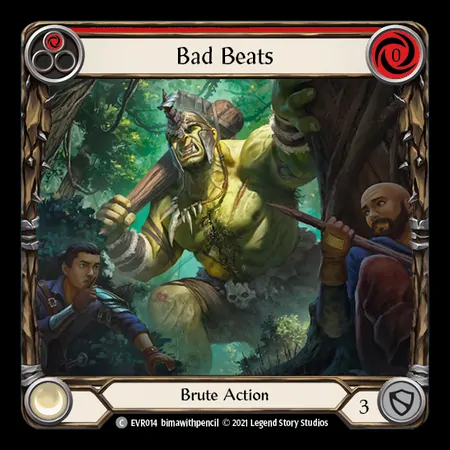 Bad Beats
0
Brute Action
3
C EVR014 bimawithpencil © 2021 Legend Story Studios